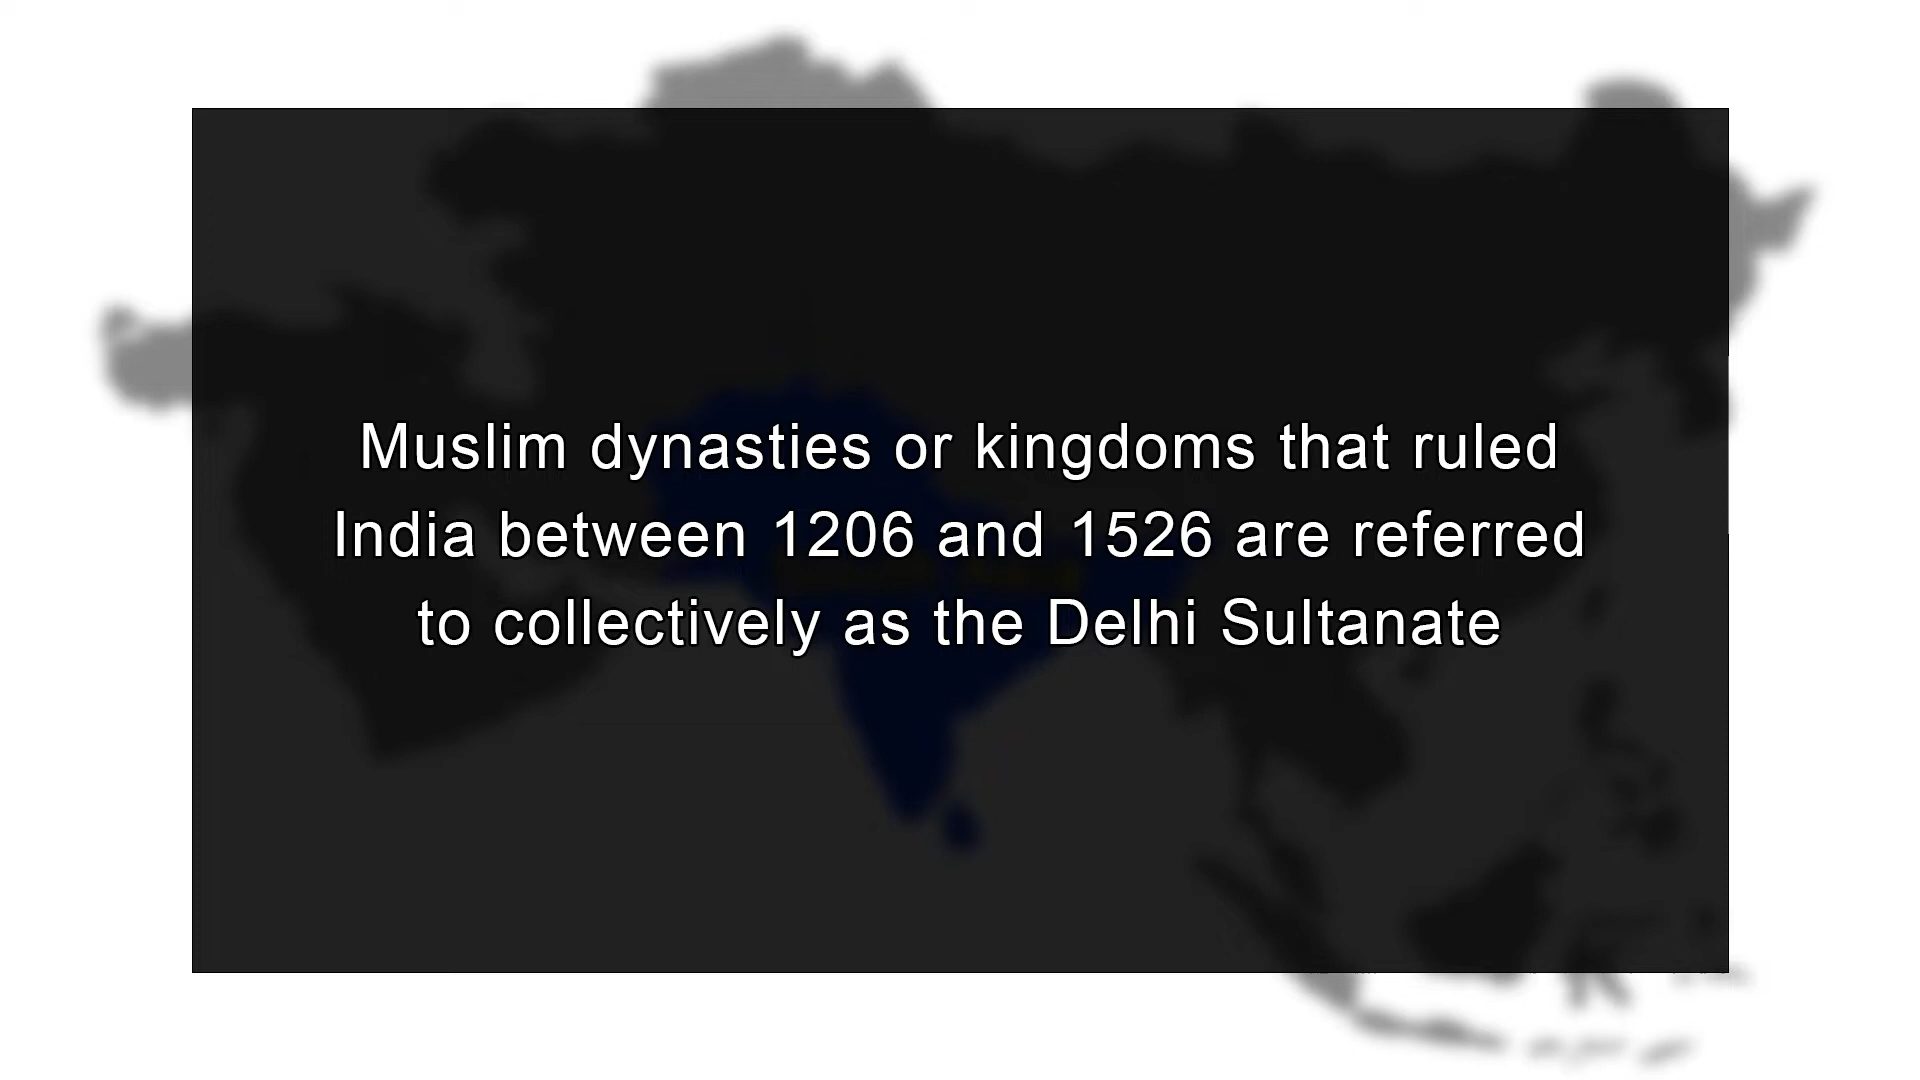 Muslim dynasties or kingdoms that ruled
India between 1206 and 1526 are referred
to collectively as the Delhi Sultanate